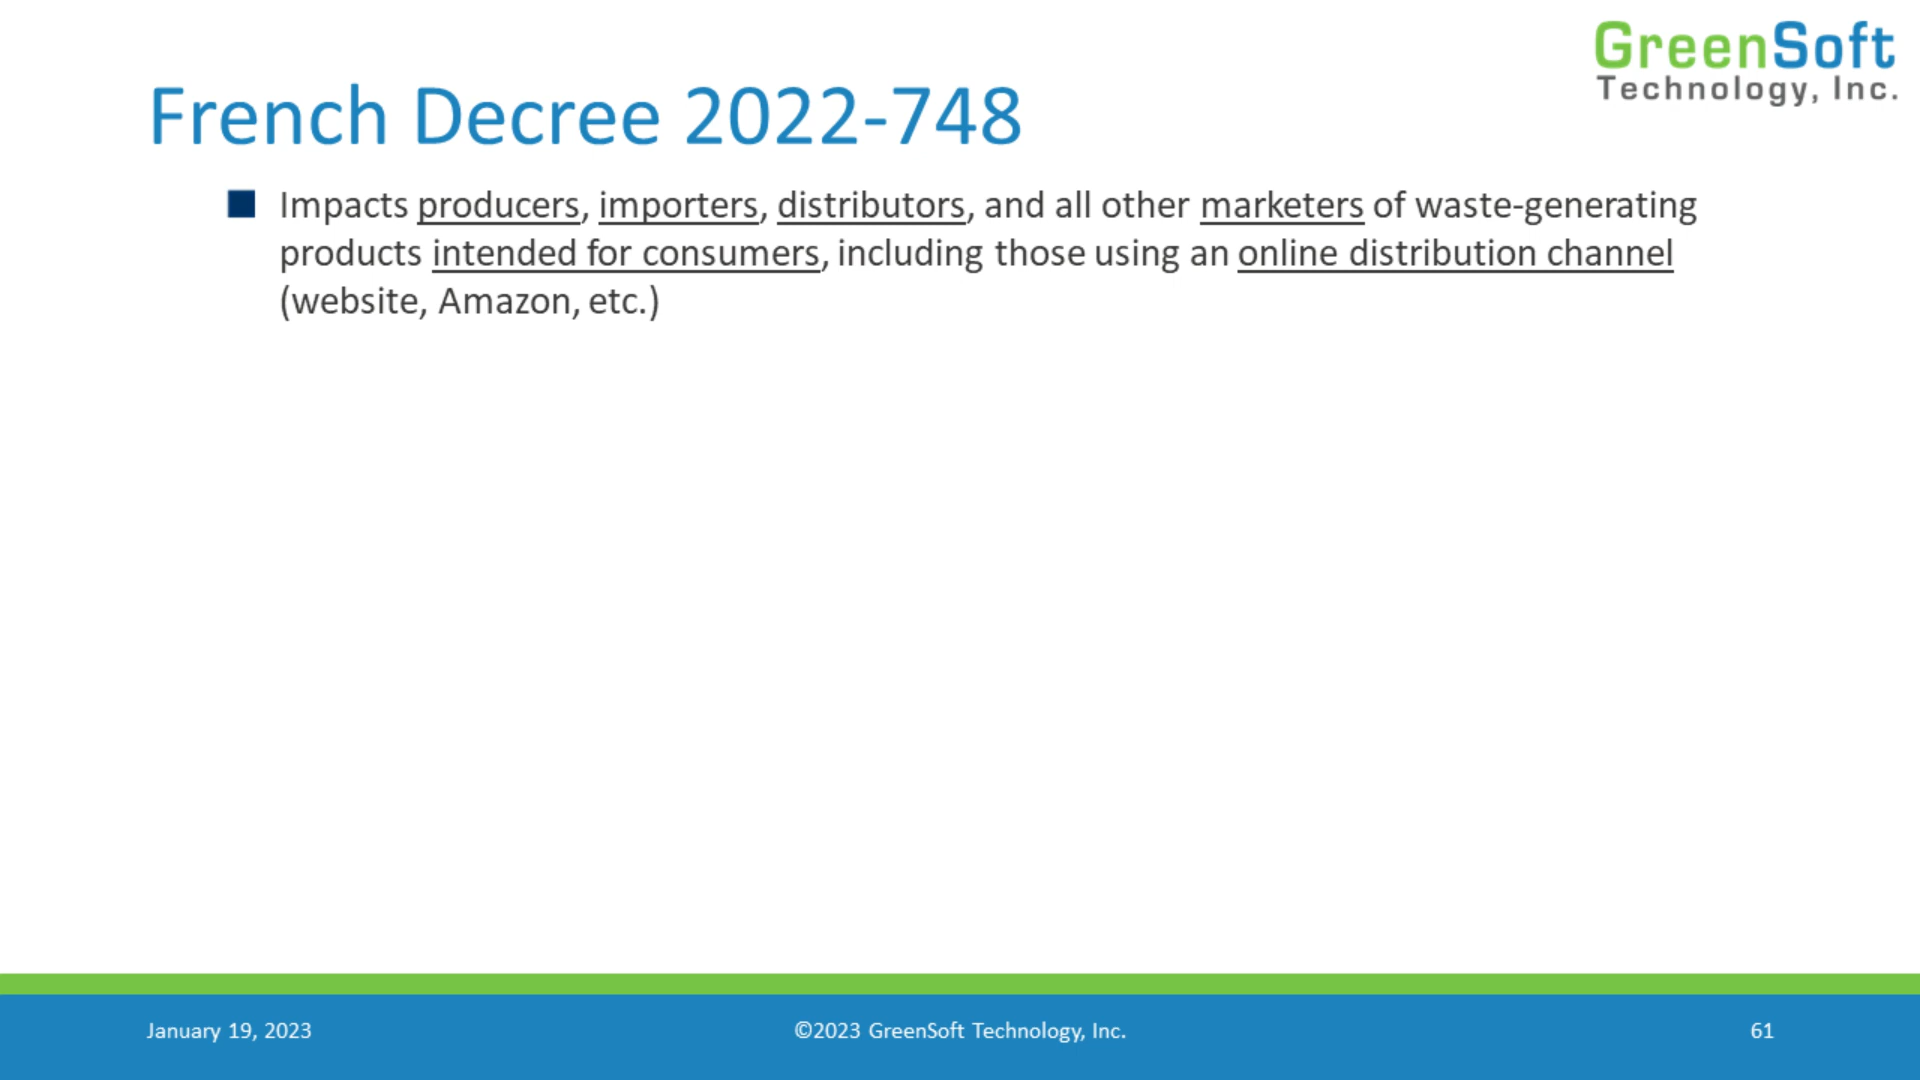 GreenSoft
Technology, Inc.
French Decree 2022-748
Impacts producers, importers, distributors, and all other marketers of waste-generating
products intended for consumers, including those using an online distribution channel
(website, Amazon, etc.)
January 19, 2023
©2023 GreenSoft Technology, Inc.
61